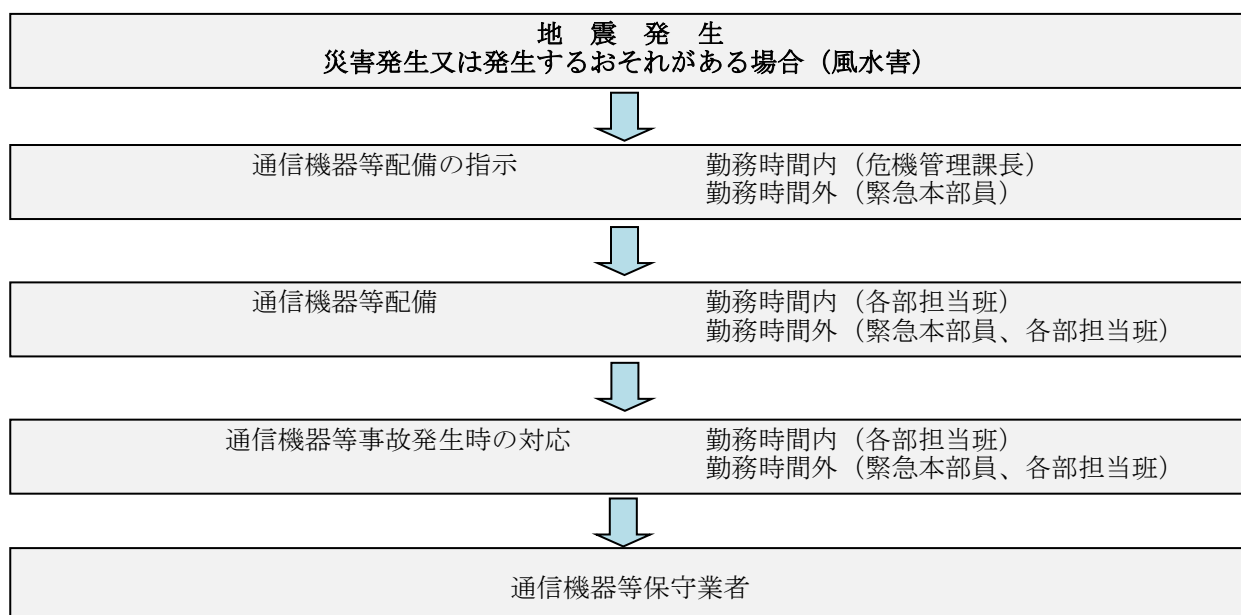 地　震　発　生
災害発生又は発生するおそれがある場合（風水害）
通信機器等配備の指示　勤務時間内（危機管理課長）
勤務時間外（緊急本部員）
通信機器等配備　勤務時間内（各部担当班）
勤務時間外（緊急本部員、各部担当班）
通信機器等事故発生時の対応　勤務時間内（各部担当班）
勤務時間外（緊急本部員、各部担当班）
通信機器等保守業者